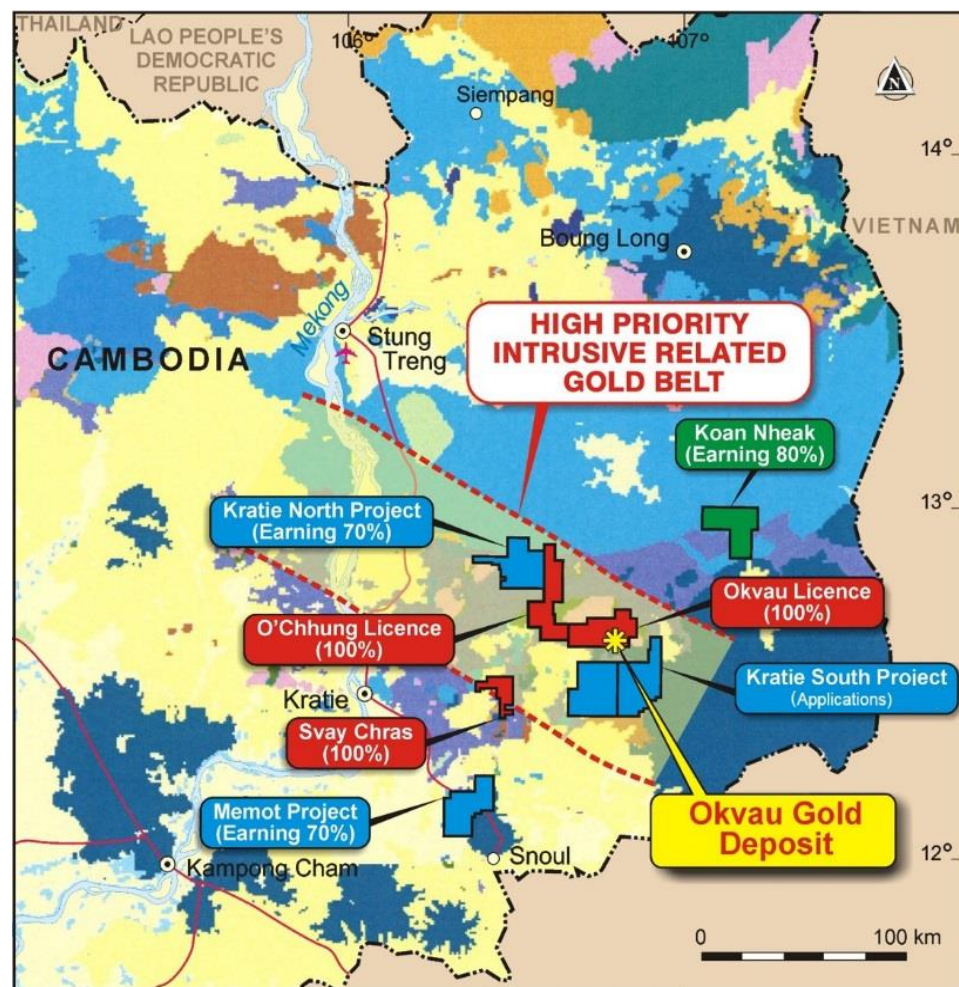 THAILAND
LAO PEOPLE'S
DEMOCRATIC
REPUBLIC
106°
107°
N
Siempang
14°
VIETNAM
Boung Long
Mekong
Stung
Treng
CAMBODIA
HIGH PRIORITY
INTRUSIVE RELATED
GOLD BELT
Koan Nheak
(Earning 80%)
13°
Kratie North Project
(Earning 70%)
Okvau Licence
(100%)
O'Chhung Licence
(100%)
Kratie South Project
(Applications)
Kratie
Svay Chras
(100%)
Memot Project
(Earning 70%)
Okvau Gold
Deposit
Snoul
Kampong Cham
12°
0
100 km